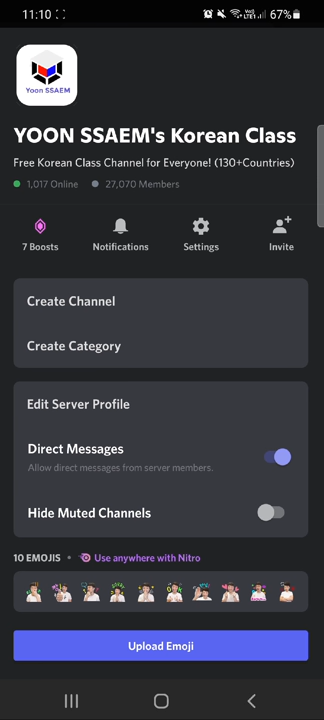 11:10
VoD
LTE1
67%
Yoon SSAEM
YOON SSAEM's Korean Class
Free Korean Class Channel for Everyone! (130+Countries)
1,017 Online 27,070 Members
7 Boosts Notifications Settings Invite
Create Channel
Create Category
Edit Server Profile
Direct Messages
Allow direct messages from server members.
Hide Muted Channels
10 EMOJIS • Use anywhere with Nitro
Upload Emoji